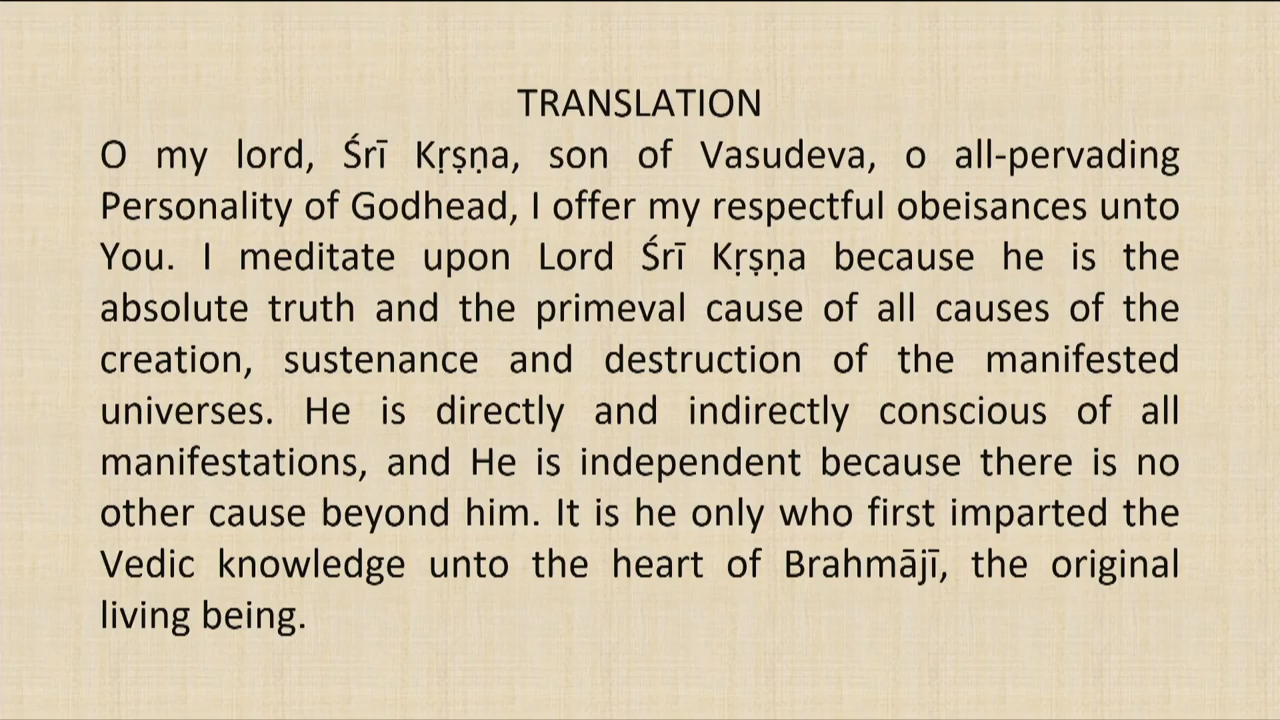 TRANSLATION
O my lord, Śrī Kṛṣṇa, son of Vasudeva, o all-pervading
Personality of Godhead, I offer my respectful obeisances unto
You. I meditate upon Lord Śrī Kṛṣṇa because he is the
absolute truth and the primeval cause of all causes of the
creation, sustenance and destruction of the manifested
universes. He is directly and indirectly conscious of all
manifestations, and He is independent because there is no
other cause beyond him. It is he only who first imparted the
Vedic knowledge unto the heart of Brahmājī, the original
living being.